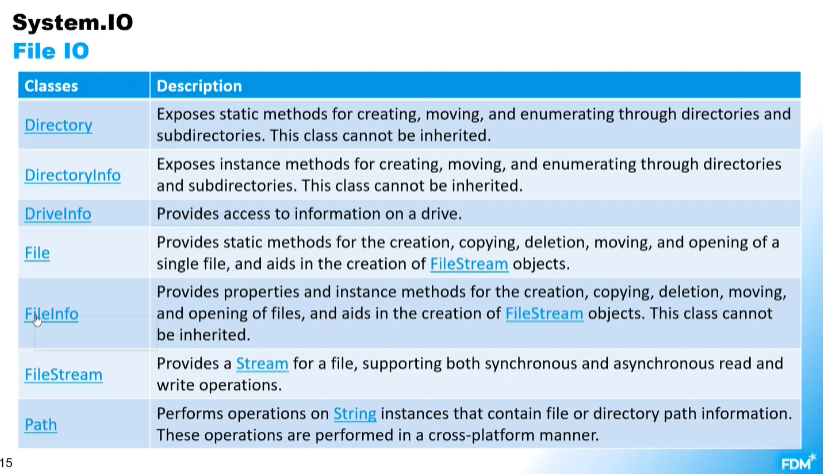 System.IO
File IO
Classes Description
Directory Exposes static methods for creating, moving, and enumerating through directories and
subdirectories. This class cannot be inherited.
DirectoryInfo Exposes instance methods for creating, moving, and enumerating through directories
and subdirectories. This class cannot be inherited.
DriveInfo Provides access to information on a drive.
File Provides static methods for the creation, copying, deletion, moving, and opening of a
single file, and aids in the creation of FileStream objects.
FileInfo Provides properties and instance methods for the creation, copying, deletion, moving,
and opening of files, and aids in the creation of FileStream objects. This class cannot
be inherited.
FileStream Provides a Stream for a file, supporting both synchronous and asynchronous read and
write operations.
Path Performs operations on String instances that contain file or directory path information.
These operations are performed in a cross-platform manner.
15
FDM